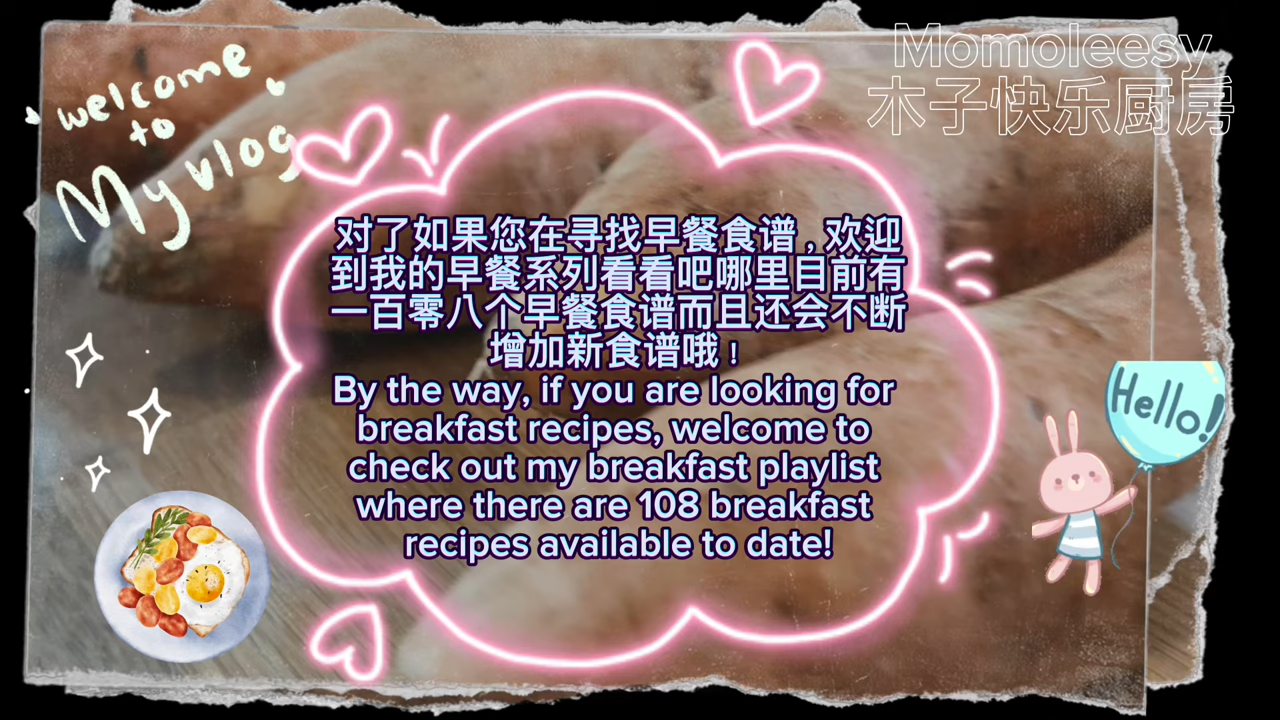 welcome
to
My vlog
Momoleesy
木子快乐厨房
对了如果您在寻找早餐食谱，欢迎
到我的早餐系列看看吧哪里目前有
一百零八个早餐食谱而且还会不断
增加新食谱哦！
By the way, if you are looking for
breakfast recipes, welcome to
check out my breakfast playlist
where there are 108 breakfast
recipes available to date!
Hello!